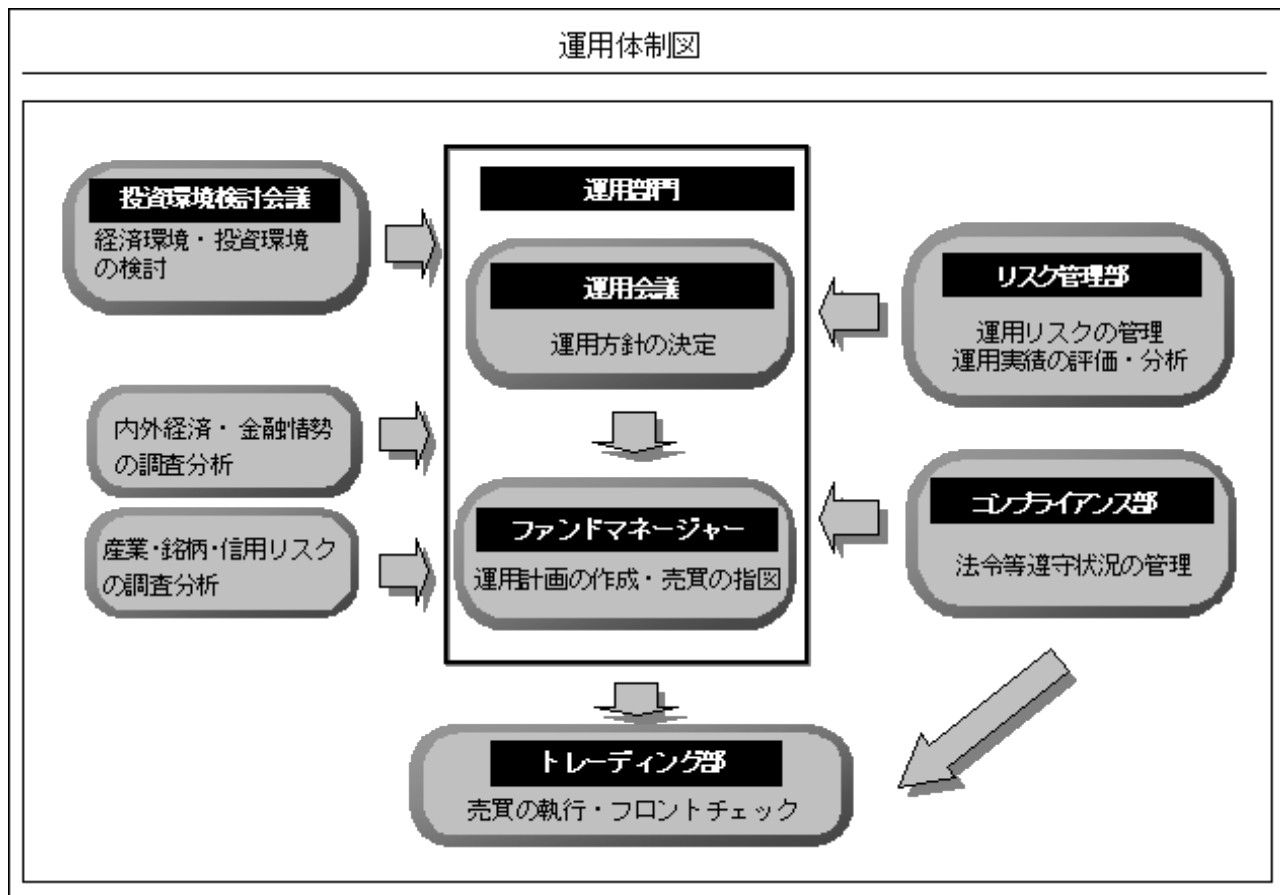 運用体制図
投資環境検討会議
経済環境・投資環境
の検討
内外経済・金融情勢
の調査分析
産業・銘柄・信用リスク
の調査分析
運用部門
運用会議
運用方針の決定
ファンドマネージャー
運用計画の作成・売買の指図
リスク管理部
運用リスクの管理
運用実績の評価・分析
コンプライアンス部
法令等遵守状況の管理
トレーディング部
売買の執行・フロントチェック